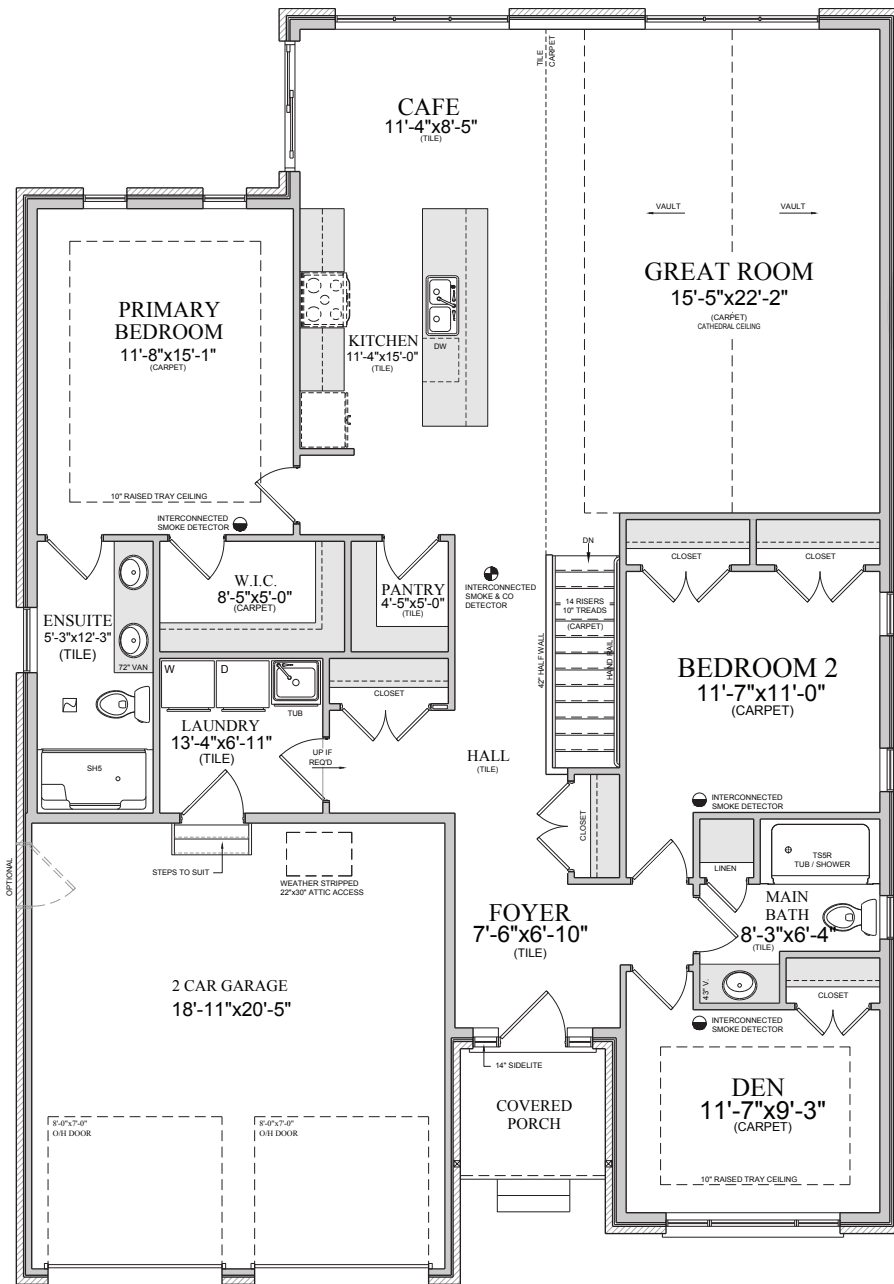 TILE
CARPET
CAFE
11'-4"x8'-5"
(TILE)
VAULT
VAULT
GREAT ROOM
15'-5"x22'-2"
(CARPET)
CATHEDRAL CEILING
PRIMARY
BEDROOM
11'-8"x15'-1"
(CARPET)
KITCHEN
11'-4"x15'-0"
(TILE)
DW
10" RAISED TRAY CEILING
INTERCONNECTED
SMOKE DETECTOR
DN
CLOSET
CLOSET
W.I.C.
8'-5"x5'-0"
(CARPET)
PANTRY
4'-5"x5'-0"
(TILE)
INTERCONNECTED
SMOKE & CO
DETECTOR
14 RISERS
10" TREADS
(CARPET)
42" HALF WALL
HAND RAIL
ENSUITE
5'-3"x12'-3"
(TILE)
72" VAN
BEDROOM 2
11'-7"x11'-0"
(CARPET)
W
D
TUB
CLOSET
LAUNDRY
13'-4"x6'-11"
(TILE)
UP IF
REQ'D
HALL
(TILE)
SH5
INTERCONNECTED
SMOKE DETECTOR
CLOSET
OPTIONAL
STEPS TO SUIT
WEATHER STRIPPED
22"x30" ATTIC ACCESS
LINEN
TS5R
TUB / SHOWER
FOYER
7'-6"x6'-10"
(TILE)
MAIN
BATH
8'-3"x6'-4"
(TILE)
43" V.
CLOSET
2 CAR GARAGE
18'-11"x20'-5"
INTERCONNECTED
SMOKE DETECTOR
14" SIDELITE
DEN
11'-7"x9'-3"
(CARPET)
COVERED
PORCH
8'-0"x7'-0"
O/H DOOR
8'-0"x7'-0"
O/H DOOR
10" RAISED TRAY CEILING